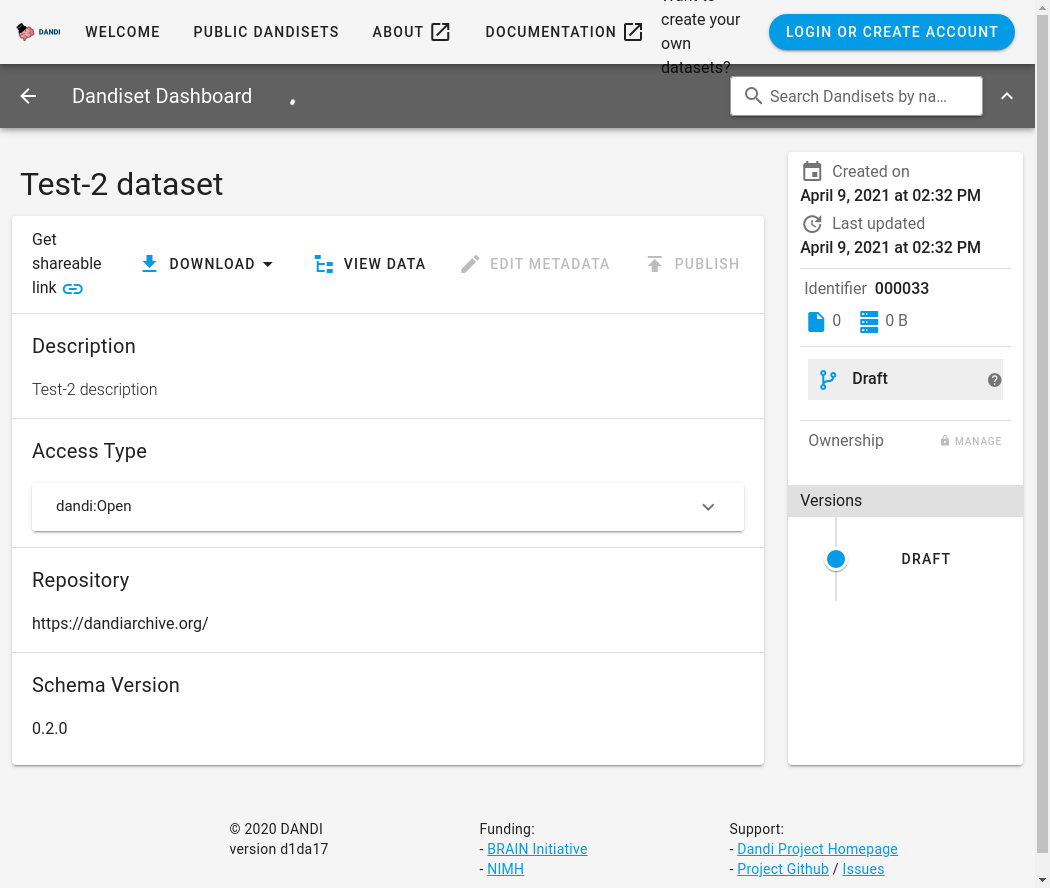 DANDI
WELCOME
PUBLIC DANDISETS
ABOUT
DOCUMENTATION
create your
own
datasets?
LOGIN OR CREATE ACCOUNT
Dandiset Dashboard
Search Dandisets by na...
Test-2 dataset
Get
shareable
link
DOWNLOAD
VIEW DATA
EDIT METADATA
PUBLISH
Description
Test-2 description
Access Type
dandi:Open
Repository
https://dandiarchive.org/
Schema Version
0.2.0
Created on
April 9, 2021 at 02:32 PM
Last updated
April 9, 2021 at 02:32 PM
Identifier 000033
0 0 B
Draft
Ownership MANAGE
Versions
DRAFT
© 2020 DANDI
version d1da17
Funding:
- BRAIN Initiative
- NIMH
Support:
- Dandi Project Homepage
- Project Github / Issues